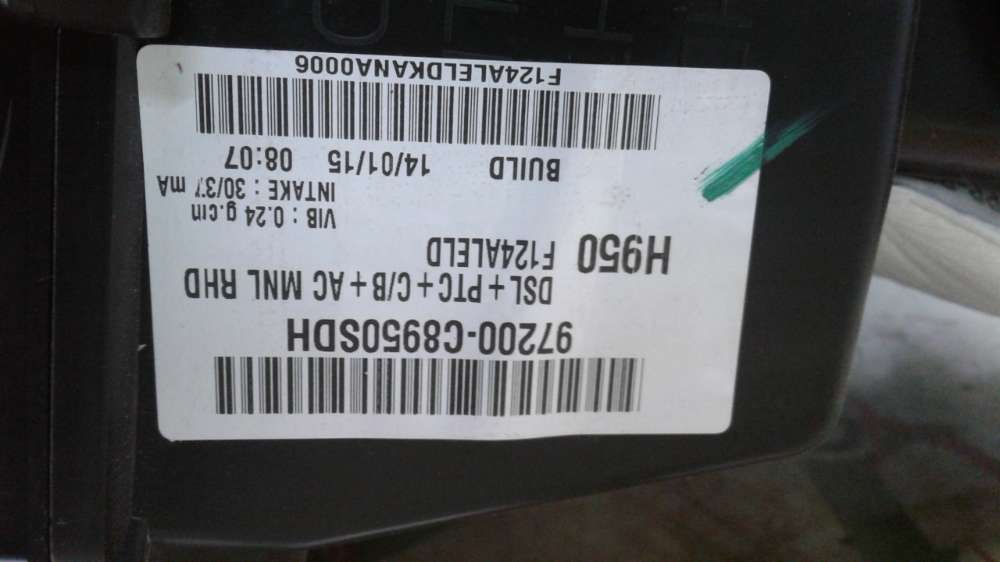 97200-C8950SDH
DSL + PTC + C/B + AC MNL RHD
H950 F124ALELD
VIB : 0.24 g.cm
INTAKE : 30/37 mA
BUILD 14/01/15 08:07
F124ALELDKANA0006